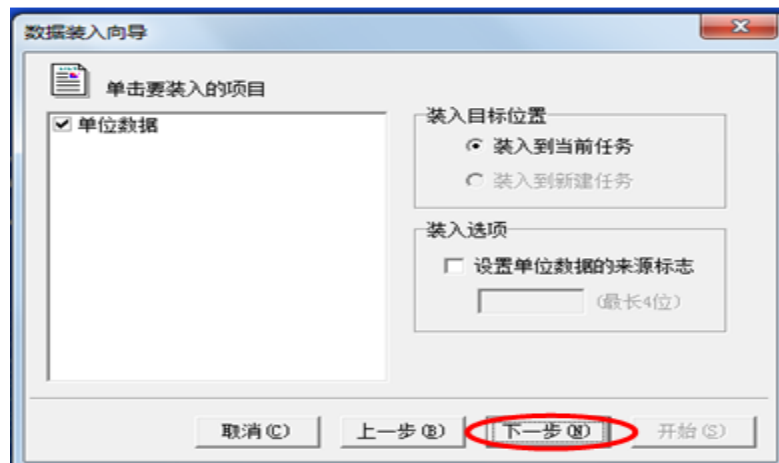 数据装入向导
单击要装入的项目
单位数据
装入目标位置
装入到当前任务
装入到新建任务
装入选项
设置单位数据的来源标志
(最长4位)
取消(C) 上一步(B) 下一步(N) 开始(S)